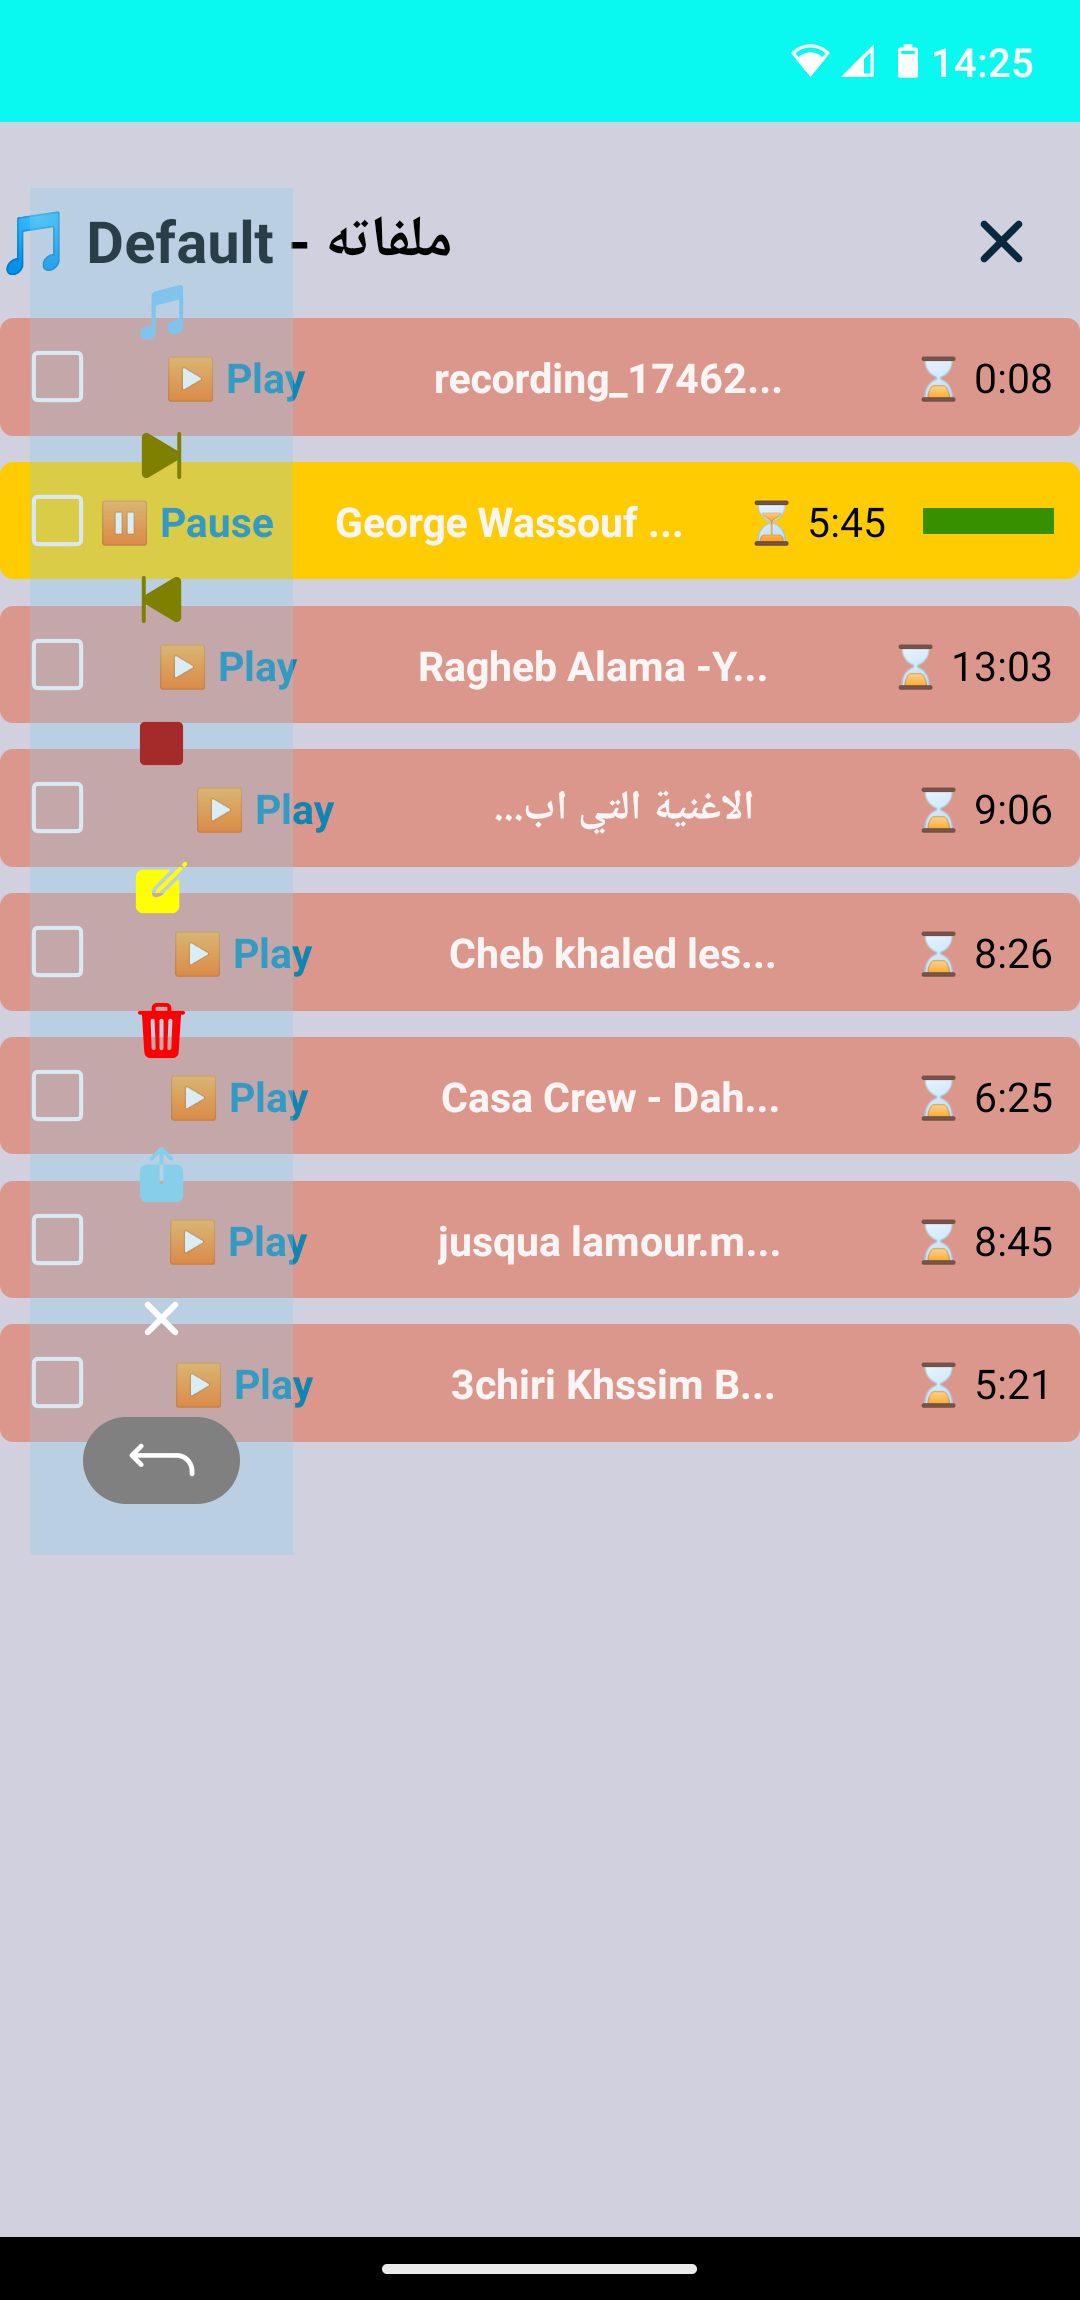 14:25
Default - ملفاته
Play recording_17462... 0:08
Pause George Wassouf ... 5:45
Play Ragheb Alama -Y... 13:03
Play الاغنية التي اب... 9:06
Play Cheb khaled les... 8:26
Play Casa Crew - Dah... 6:25
Play jusqua lamour.m... 8:45
Play 3chiri Khssim B... 5:21